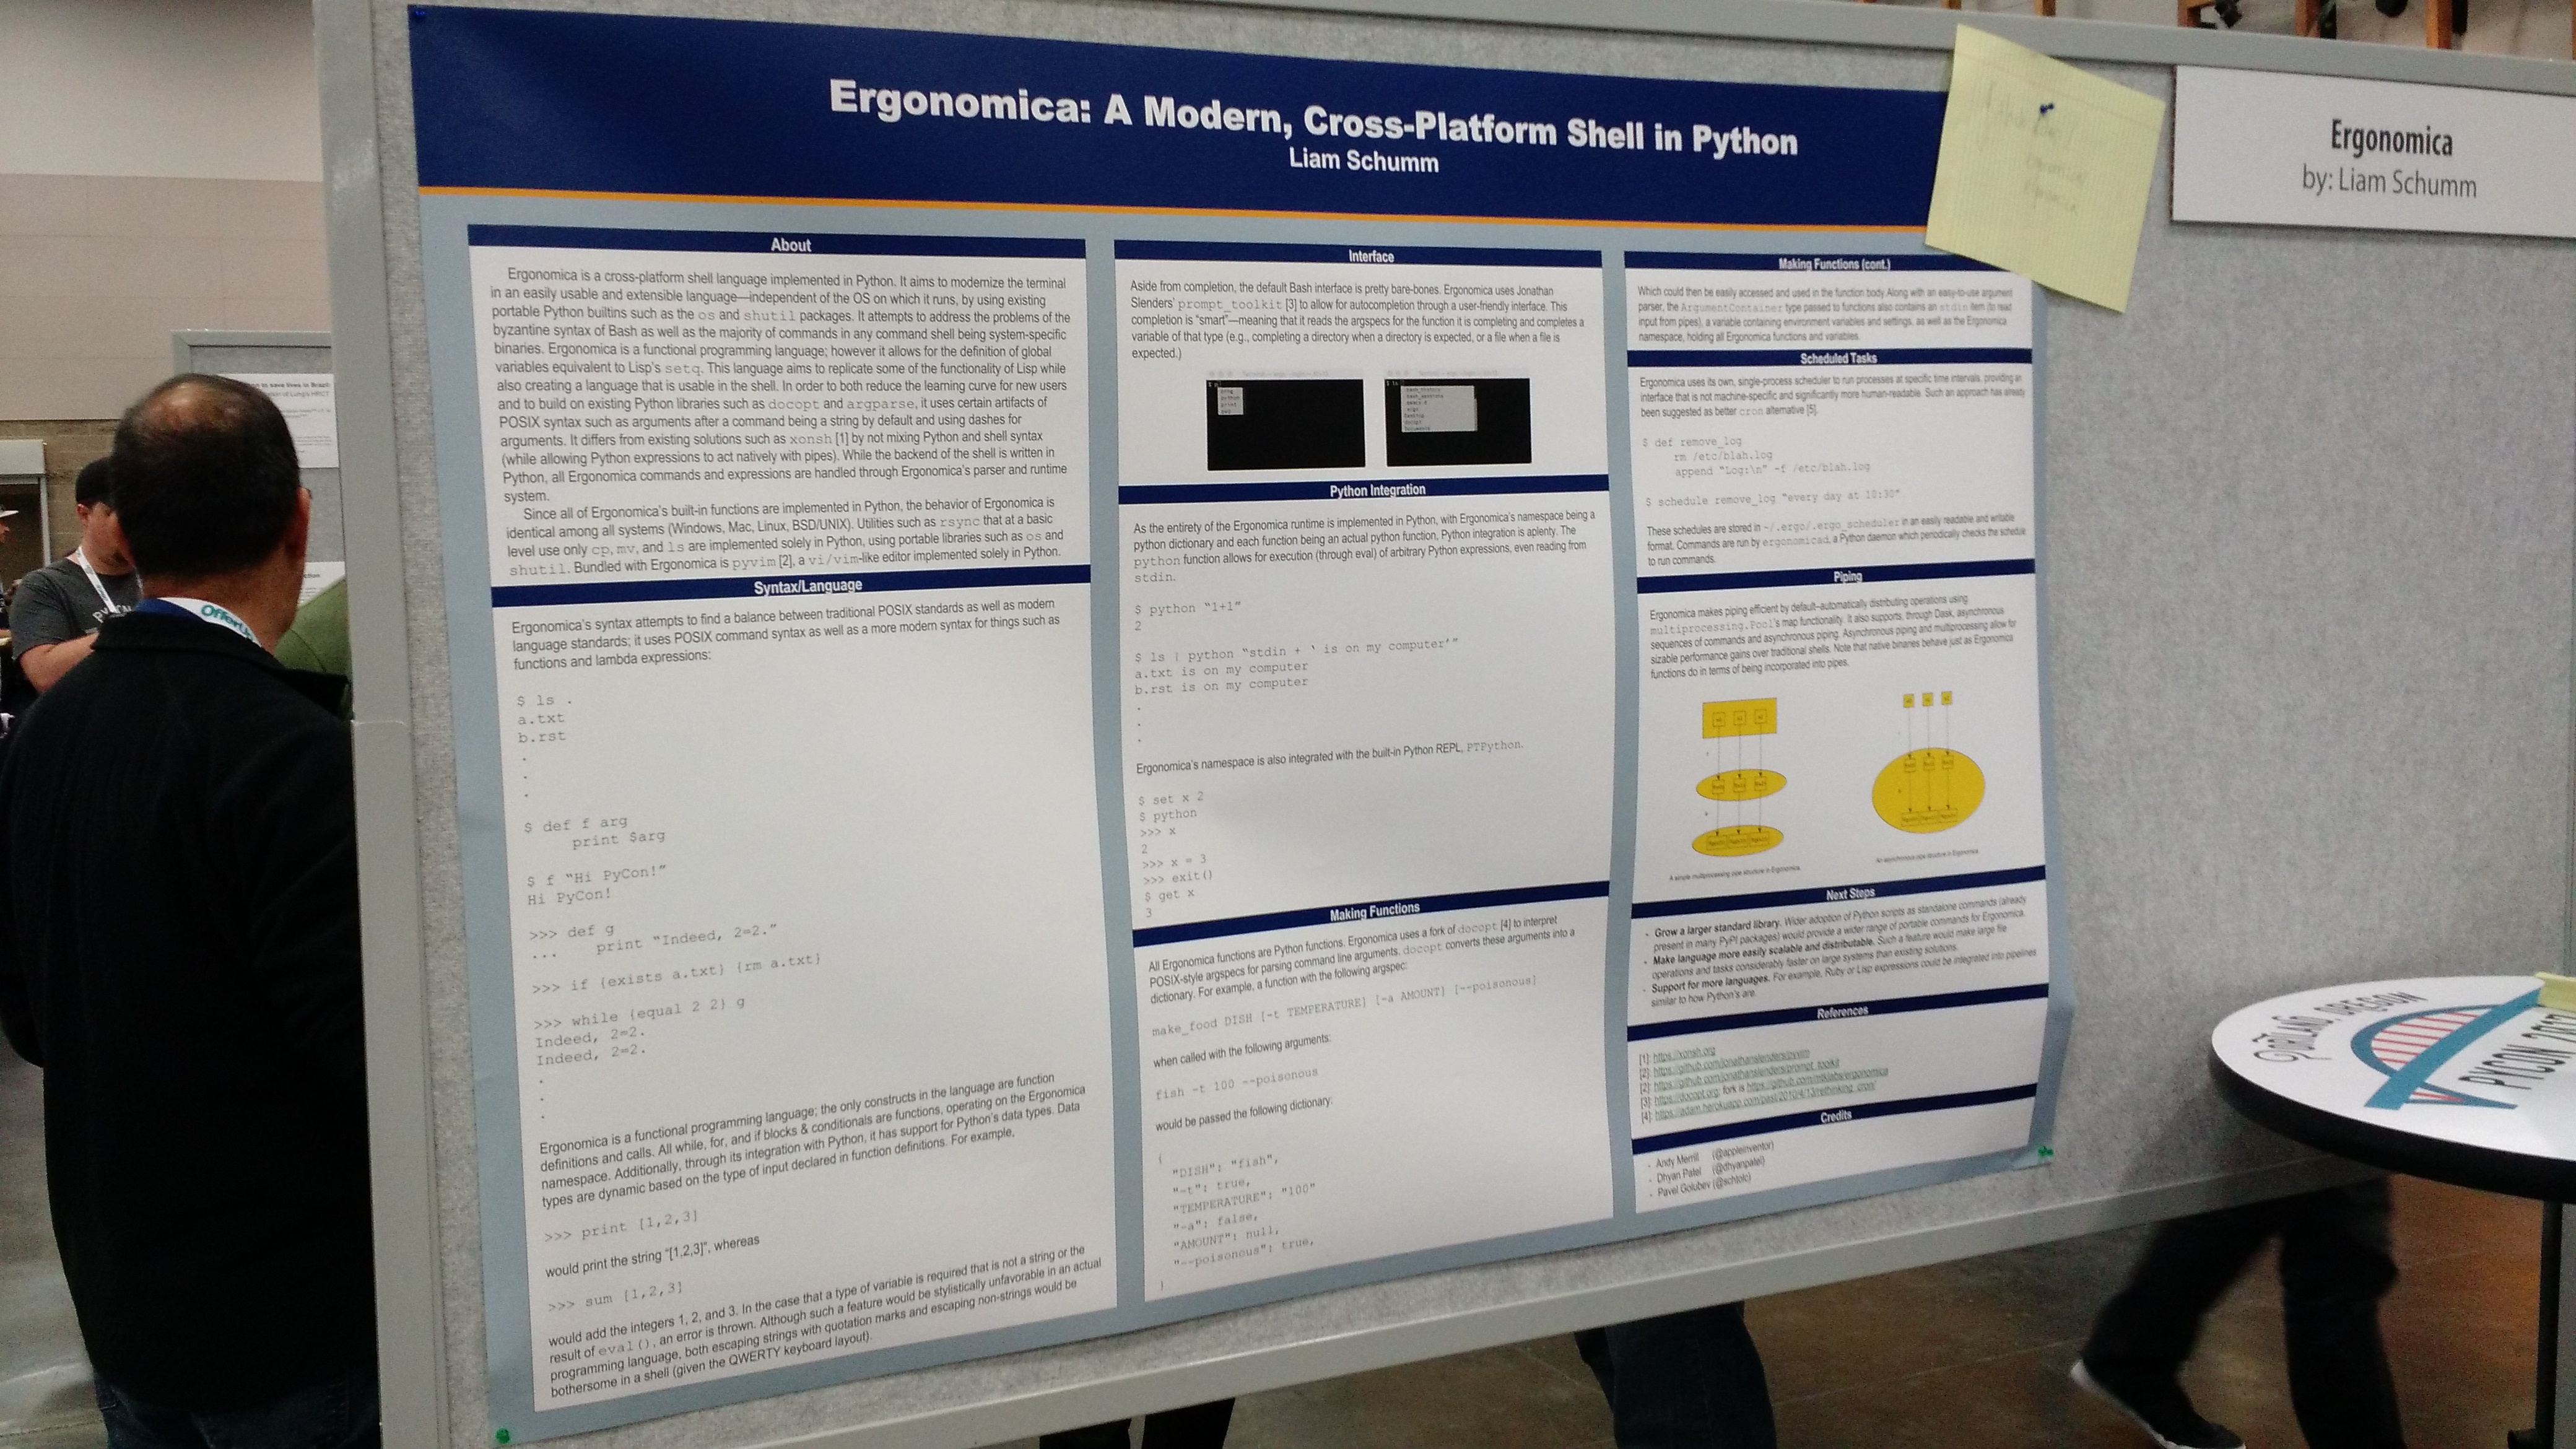 Ergonomica: A Modern, Cross-Platform Shell in Python
Liam Schumm
Ergonomica
by: Liam Schumm
About
Ergonomica is a cross-platform shell language implemented in Python. It aims to modernize the terminal
in an easily usable and extensible language—independent of the OS on which it runs, by using existing
portable Python builtins such as the os and shutil packages. It attempts to address the problems of the
byzantine syntax of Bash as well as the majority of commands in any command shell being system-specific
binaries. Ergonomica is a functional programming language; however it allows for the definition of global
variables equivalent to Lisp's setq. This language aims to replicate some of the functionality of Lisp while
also creating a language that is usable in the shell. In order to both reduce the learning curve for new users
and to build on existing Python libraries such as docopt and argparse, it uses certain artifacts of
POSIX syntax such as arguments after a command being a string by default and using dashes for
arguments. It differs from existing solutions such as xonsh [1] by not mixing Python and shell syntax
(while allowing Python expressions to act natively with pipes). While the backend of the shell is written in
Python, all Ergonomica commands and expressions are handled through Ergonomica's parser and runtime
system.
Since all of Ergonomica's built-in functions are implemented in Python, the behavior of Ergonomica is
identical among all systems (Windows, Mac, Linux, BSD/UNIX). Utilities such as rsync that at a basic
level use only cp, mv, and ls are implemented solely in Python, using portable libraries such as os and
shutil. Bundled with Ergonomica is pyvim [2], a vi/vim-like editor implemented solely in Python.
Syntax/Language
Ergonomica's syntax attempts to find a balance between traditional POSIX standards as well as modern
language standards; it uses POSIX command syntax as well as a more modern syntax for things such as
functions and lambda expressions:
$ ls .
a.txt
b.rst
.
.
.
$ def f arg
print $arg
$ f "Hi PyCon!"
Hi PyCon!
>>> def g
... print "Indeed, 2=2."
>>> if {exists a.txt} {rm a.txt}
>>> while {equal 2 2} g
Indeed, 2=2.
Indeed, 2=2.
.
.
.
Ergonomica is a functional programming language; the only constructs in the language are function
definitions and calls. All while, for, and if blocks & conditionals are functions, operating on the Ergonomica
namespace. Additionally, through its integration with Python, it has support for Python's data types. Data
types are dynamic based on the type of input declared in function definitions. For example,
>>> print [1,2,3]
would print the string "[1,2,3]", whereas
>>> sum [1,2,3]
would add the integers 1, 2, and 3. In the case that a type of variable is required that is not a string or the
result of eval(), an error is thrown. Although such a feature would be stylistically unfavorable in an actual
programming language, both escaping strings with quotation marks and escaping non-strings would be
bothersome in a shell (given the QWERTY keyboard layout).
Interface
Aside from completion, the default Bash interface is pretty bare-bones. Ergonomica uses Jonathan
Slenders' prompt_toolkit [3] to allow for autocompletion through a user-friendly interface. This
completion is "smart"—meaning that it reads the argspecs for the function it is completing and completes a
variable of that type (e.g., completing a directory when a directory is expected, or a file when a file is
expected.)
Python Integration
As the entirety of the Ergonomica runtime is implemented in Python, with Ergonomica's namespace being a
python dictionary and each function being an actual python function, Python integration is aplenty. The
python function allows for execution (through eval) of arbitrary Python expressions, even reading from
stdin.
$ python "1+1"
2
$ ls | python "stdin + ' is on my computer'"
a.txt is on my computer
b.rst is on my computer
.
.
.
Ergonomica's namespace is also integrated with the built-in Python REPL, PTPython.
$ set x 2
$ python
>>> x
2
>>> x = 3
>>> exit()
$ get x
3
Making Functions
All Ergonomica functions are Python functions. Ergonomica uses a fork of docopt [4] to interpret
POSIX-style argspecs for parsing command line arguments. docopt converts these arguments into a
dictionary. For example, a function with the following argspec:
make_food DISH [-t TEMPERATURE] [-a AMOUNT] [--poisonous]
when called with the following arguments:
fish -t 100 --poisonous
would be passed the following dictionary:
{
"DISH": "fish",
"-t": true,
"TEMPERATURE": "100"
"-a": false,
"AMOUNT": null,
"--poisonous": true,
}
Making Functions (cont.)
Which could then be easily accessed and used in the function body. Along with an easy-to-use argument
parser, the ArgumentContainer type passed to functions also contains an stdin item (to read
input from pipes), a variable containing environment variables and settings, as well as the Ergonomica
namespace, holding all Ergonomica functions and variables.
Scheduled Tasks
Ergonomica uses its own, single-process scheduler to run processes at specific time intervals, providing an
interface that is not machine-specific and significantly more human-readable. Such an approach has already
been suggested as better cron alternative [5].
$ def remove_log
rm /etc/blah.log
append "Log:\n" -f /etc/blah.log
$ schedule remove_log "every day at 10:30"
These schedules are stored in ~/.ergo/.ergo_scheduler in an easily readable and writable
format. Commands are run by ergonomicad, a Python daemon which periodically checks the schedule
to run commands.
Piping
Ergonomica makes piping efficient by default–automatically distributing operations using
multiprocessing.Pool's map functionality. It also supports, through Dask, asynchronous
sequences of commands and asynchronous piping. Asynchronous piping and multiprocessing allow for
sizable performance gains over traditional shells. Note that native binaries behave just as Ergonomica
functions do in terms of being incorporated into pipes.
A simple multiprocessing pipe structure in Ergonomica.
An asynchronous pipe structure in Ergonomica.
Next Steps
- Grow a larger standard library. Wider adoption of Python scripts as standalone commands (already
present in many PyPI packages) would provide a wider range of portable commands for Ergonomica.
- Make language more easily scalable and distributable. Such a feature would make large file
operations and tasks considerably faster on large systems than existing solutions.
- Support for more languages. For example, Ruby or Lisp expressions could be integrated into pipelines
similar to how Python's are.
References
[1]: https://xonsh.org
[2]: https://github.com/jonathanslenders/pyvim
[2]: https://github.com/jonathanslenders/prompt_toolkit
[3]: https://docopt.org; fork is https://github.com/ergonomica
[4]: https://adam.herokuapp.com/past/2010/4/13/rethinking_cron/
Credits
- Andy Merrill (@appleinventor)
- Dhyan Patel (@dhyanpatel)
- Pavel Golubev (@schtolc)
PORTLAND, OREGON
PYCON 2017